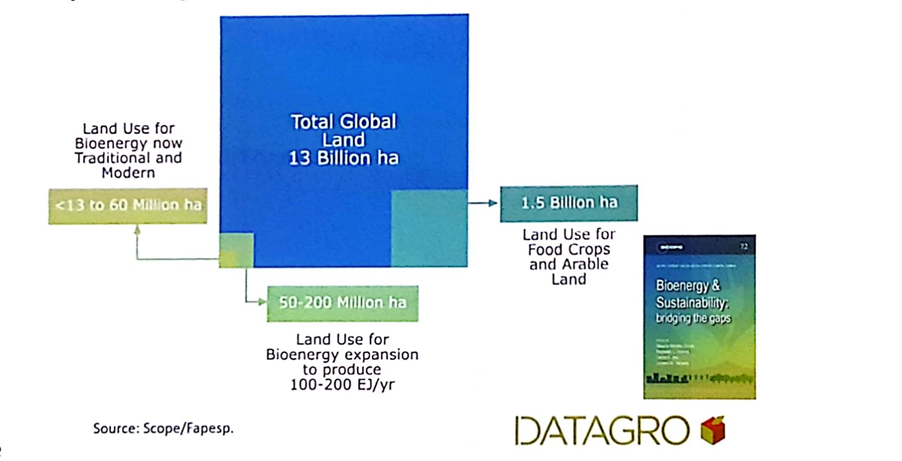 Total Global
Land
13 Billion ha
Land Use for
Bioenergy now
Traditional and
Modern
<13 to 60 Million ha
1.5 Billion ha
Land Use for
Food Crops
and Arable
Land
50-200 Million ha
Land Use for
Bioenergy expansion
to produce
100-200 EJ/yr
72
Bioenergy &
Sustainability:
bridging the gaps
Source: Scope/Fapesp.
DATAGRO